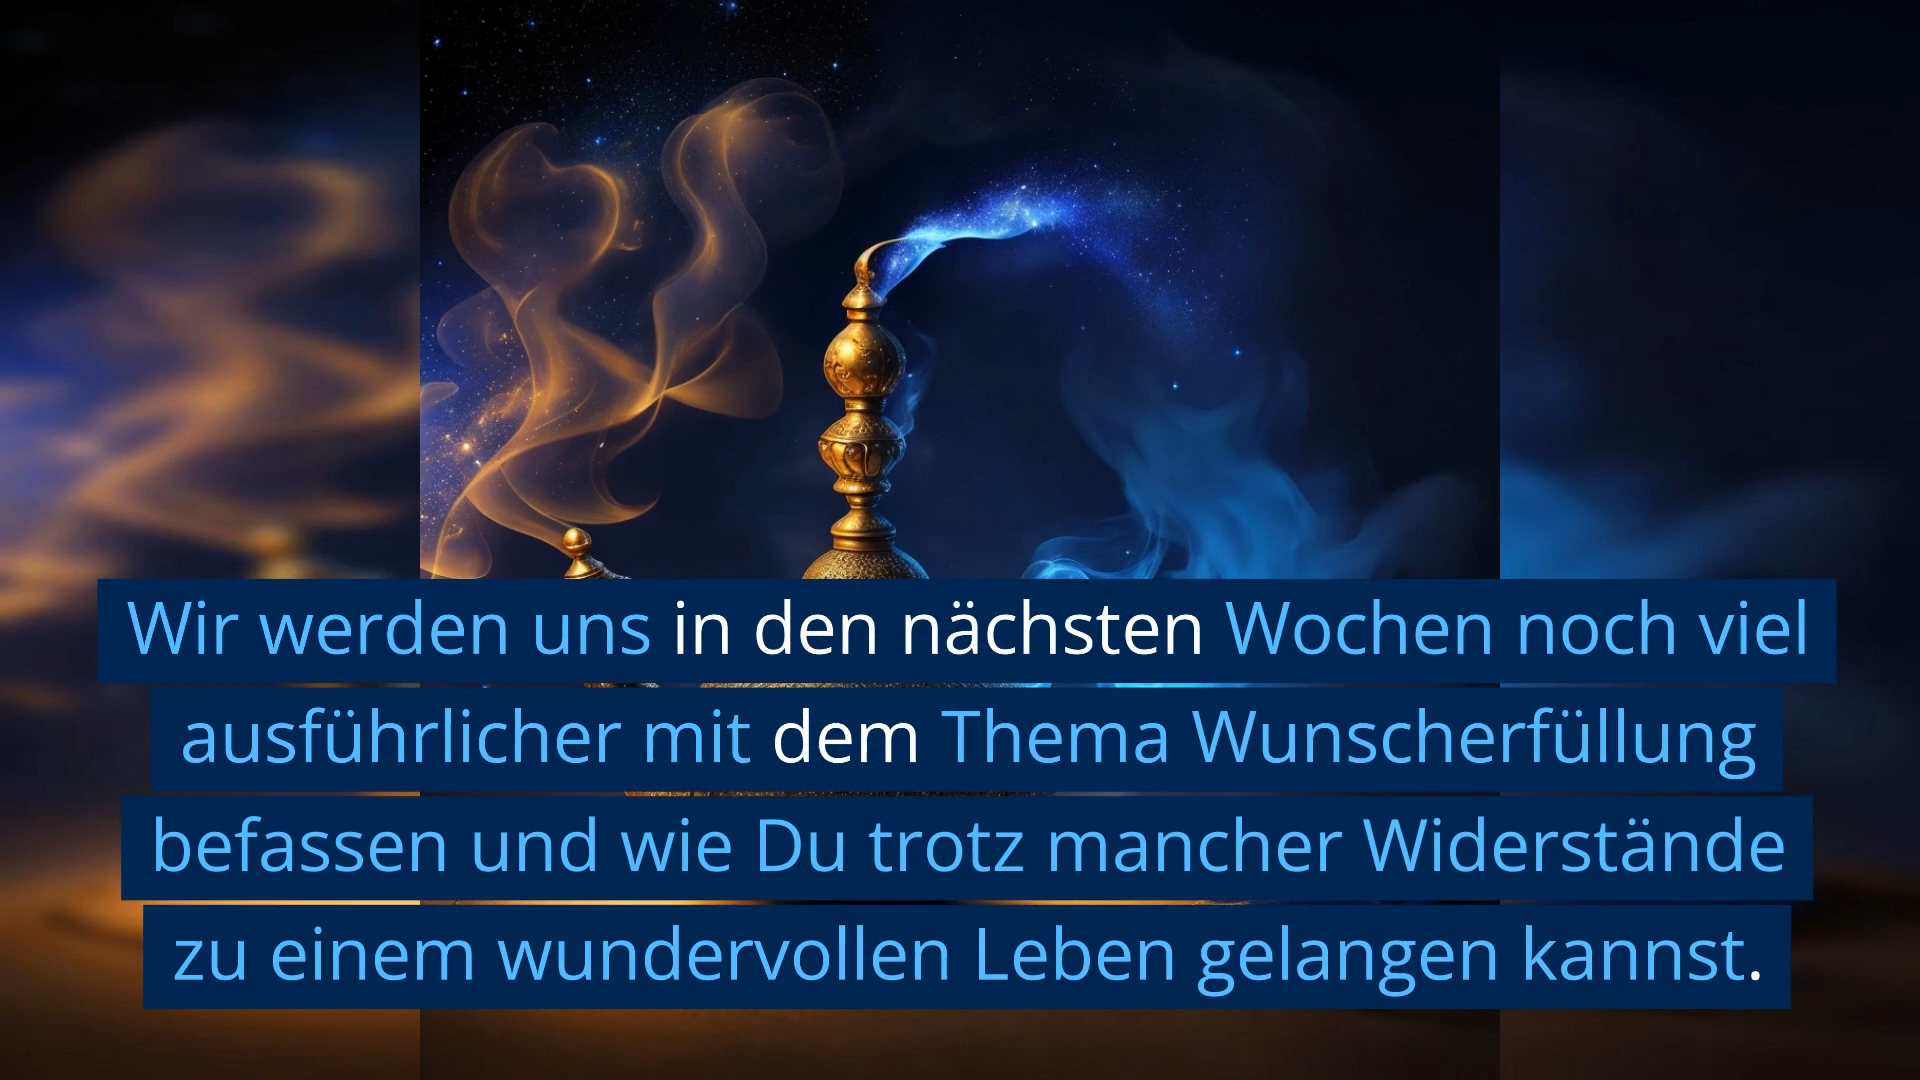 Wir werden uns in den nächsten Wochen noch viel
ausführlicher mit dem Thema Wunscherfüllung
befassen und wie Du trotz mancher Widerstände
zu einem wundervollen Leben gelangen kannst.